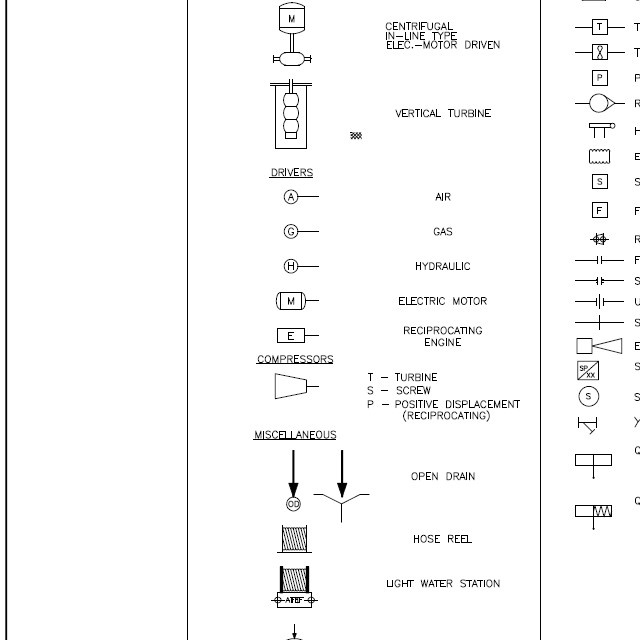 M
CENTRIFUGAL
IN-LINE TYPE
ELEC.-MOTOR DRIVEN
VERTICAL TURBINE
DRIVERS
A
AIR
G
GAS
H
HYDRAULIC
M
ELECTRIC MOTOR
E
RECIPROCATING
ENGINE
COMPRESSORS
T - TURBINE
S - SCREW
P - POSITIVE DISPLACEMENT
(RECIPROCATING)
MISCELLANEOUS
OD
OPEN DRAIN
HOSE REEL
LIGHT WATER STATION
T
T
T
P
P
R
H
E
S
S
F
F
R
F
S
U
S
E
SP
XX
S
S
S
Y
Q
Q